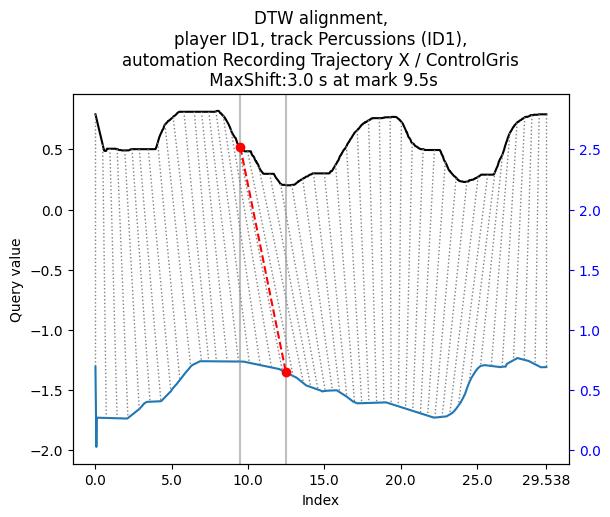 DTW alignment,
player ID1, track Percussions (ID1),
automation Recording Trajectory X / ControlGris
MaxShift:3.0 s at mark 9.5s
Query value
0.5
0.0
−0.5
−1.0
−1.5
−2.0
2.5
2.0
1.5
1.0
0.5
0.0
0.0 5.0 10.0 15.0 20.0 25.0 29.538
Index